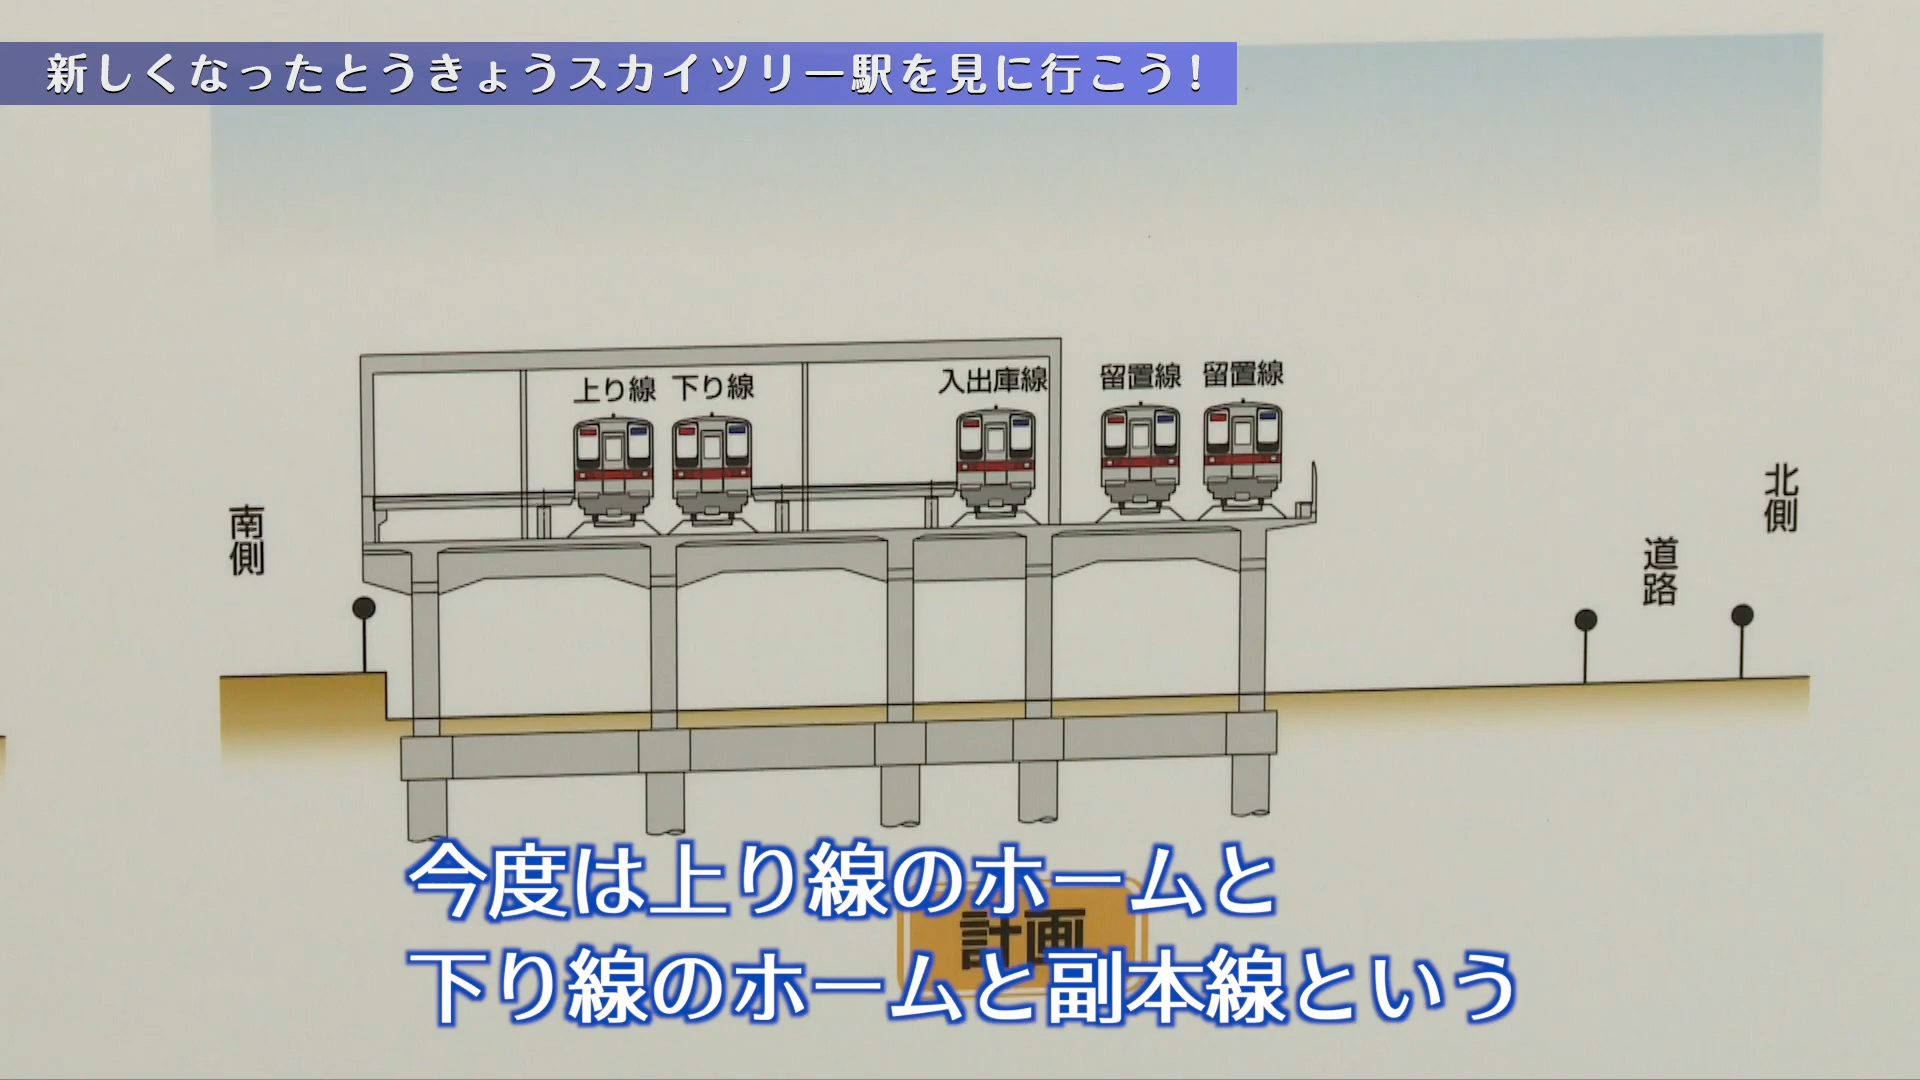 新しくなったとうきょうスカイツリー駅を見に行こう！
上り線
下り線
入出庫線
留置線
留置線
南側
北側
道路
計画
今度は上り線のホームと
下り線のホームと副本線という